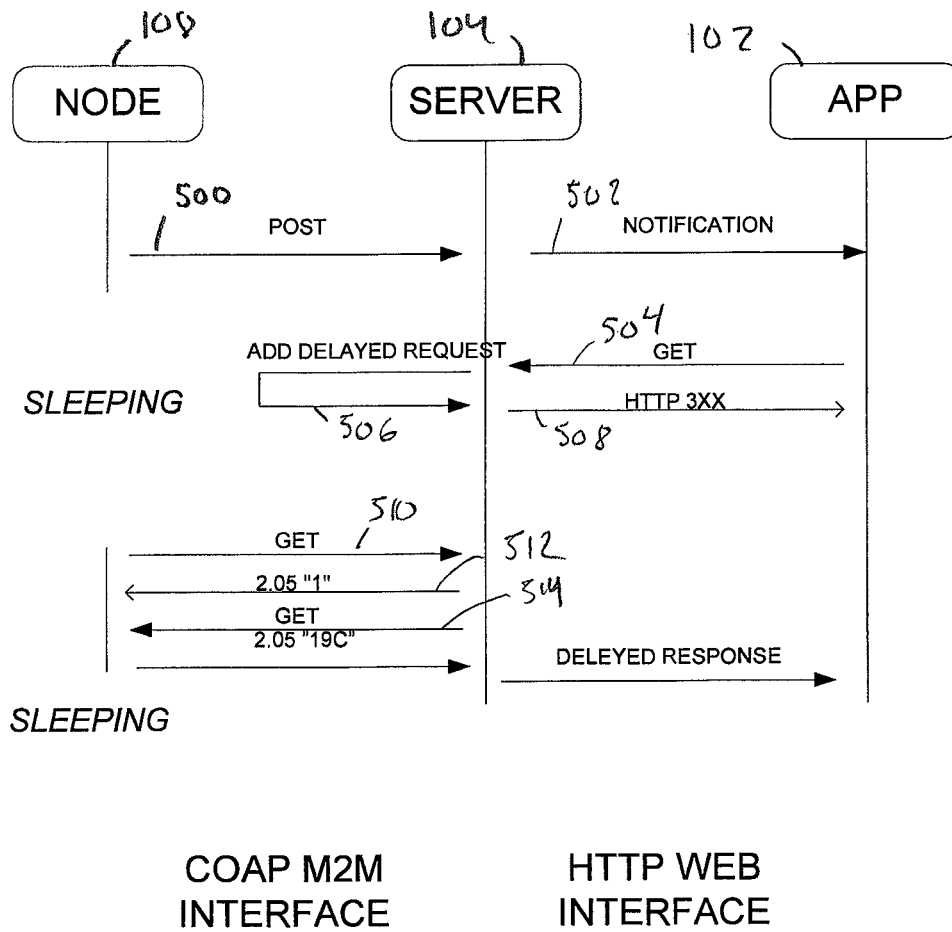 108
104
102
NODE
SERVER
APP
500
502
POST
NOTIFICATION
504
ADD DELAYED REQUEST
GET
SLEEPING
HTTP 3XX
506
508
510
GET
512
2.05 "1"
514
GET
2.05 "19C"
DELEYED RESPONSE
SLEEPING
COAP M2M
INTERFACE
HTTP WEB
INTERFACE